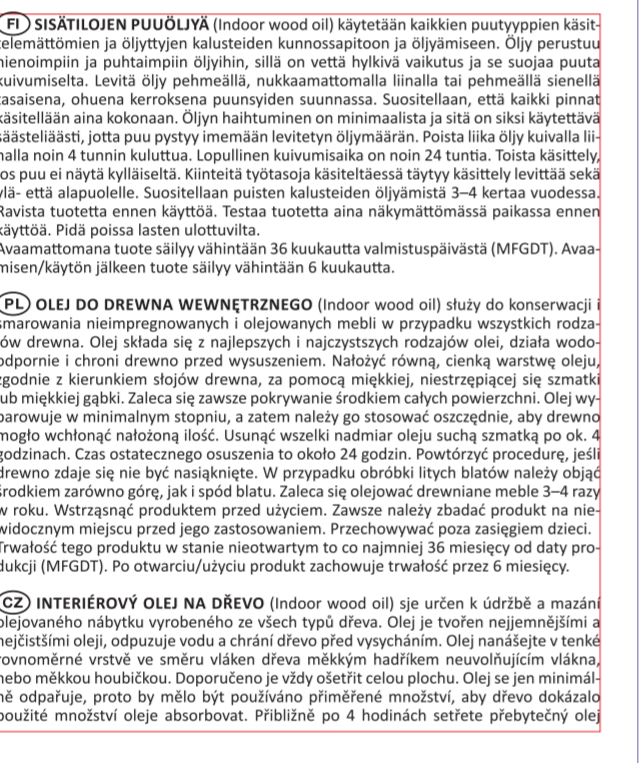 FI SISÄTILOJEN PUUÖLJYÄ (Indoor wood oil) käytetään kaikkien puutyyppien käsit-
telemättömien ja öljyttyjen kalusteiden kunnossapitoon ja öljyämiseen. Öljy perustuu
hienoimpiin ja puhtaimpiin öljyihin, sillä on vettä hylkivä vaikutus ja se suojaa puuta
kuivumiselta. Levitä öljy pehmeällä, nukkaamattomalla liinalla tai pehmeällä sienellä
tasaisena, ohuena kerroksena puunsyiden suunnassa. Suositellaan, että kaikki pinnat
käsitellään aina kokonaan. Öljyn haihtuminen on minimaalista ja sitä on siksi käytettävä
säästeliäästi, jotta puu pystyy imemään levitetyn öljymäärän. Poista liika öljy kuivalla lii-
nalla noin 4 tunnin kuluttua. Lopullinen kuivumisaika on noin 24 tuntia. Toista käsittely,
jos puu ei näytä kylläiseltä. Kiinteitä työtasoja käsiteltäessä täytyy käsittely levittää sekä
ylä- että alapuolelle. Suositellaan puisten kalusteiden öljyämistä 3–4 kertaa vuodessa.
Ravista tuotetta ennen käyttöä. Testaa tuotetta aina näkymättömässä paikassa ennen
käyttöä. Pidä poissa lasten ulottuvilta.
Avaamattomana tuote säilyy vähintään 36 kuukautta valmistuspäivästä (MFGDT). Avaa-
misen/käytön jälkeen tuote säilyy vähintään 6 kuukautta.
PL OLEJ DO DREWNA WEWNĘTRZNEGO (Indoor wood oil) służy do konserwacji i
smarowania nieimpregnowanych i olejowanych mebli w przypadku wszystkich rodza-
jów drewna. Olej składa się z najlepszych i najczystszych rodzajów olei, działa wodo-
odpornie i chroni drewno przed wysuszeniem. Nałożyć równą, cienką warstwę oleju,
zgodnie z kierunkiem słojów drewna, za pomocą miękkiej, niestrzępiącej się szmatki
lub miękkiej gąbki. Zaleca się zawsze pokrywanie środkiem całych powierzchni. Olej wy-
parowuje w minimalnym stopniu, a zatem należy go stosować oszczędnie, aby drewno
mogło wchłonąć nałożoną ilość. Usunąć wszelki nadmiar oleju suchą szmatką po ok. 4
godzinach. Czas ostatecznego osuszenia to około 24 godzin. Powtórzyć procedurę, jeśli
drewno zdaje się nie być nasiąknięte. W przypadku obróbki litych blatów należy objąć
środkiem zarówno górę, jak i spód blatu. Zaleca się olejować drewniane meble 3–4 razy
w roku. Wstrząsnąć produktem przed użyciem. Zawsze należy zbadać produkt na nie-
widocznym miejscu przed jego zastosowaniem. Przechowywać poza zasięgiem dzieci.
Trwałość tego produktu w stanie nieotwartym to co najmniej 36 miesięcy od daty pro-
dukcji (MFGDT). Po otwarciu/użyciu produkt zachowuje trwałość przez 6 miesięcy.
CZ INTERIÉROVÝ OLEJ NA DŘEVO (Indoor wood oil) sje určen k údržbě a mazání
olejovaného nábytku vyrobeného ze všech typů dřeva. Olej je tvořen nejjemnějšími a
nejčistšími oleji, odpuzuje vodu a chrání dřevo před vysycháním. Olej nanášejte v tenké
rovnoměrné vrstvě ve směru vláken dřeva měkkým hadříkem neuvolňujícím vlákna,
nebo měkkou houbičkou. Doporučeno je vždy ošetřit celou plochu. Olej se jen minimál-
ně odpařuje, proto by mělo být používáno přiměřené množství, aby dřevo dokázalo
použité množství oleje absorbovat. Přibližně po 4 hodinách setřete přebytečný olej